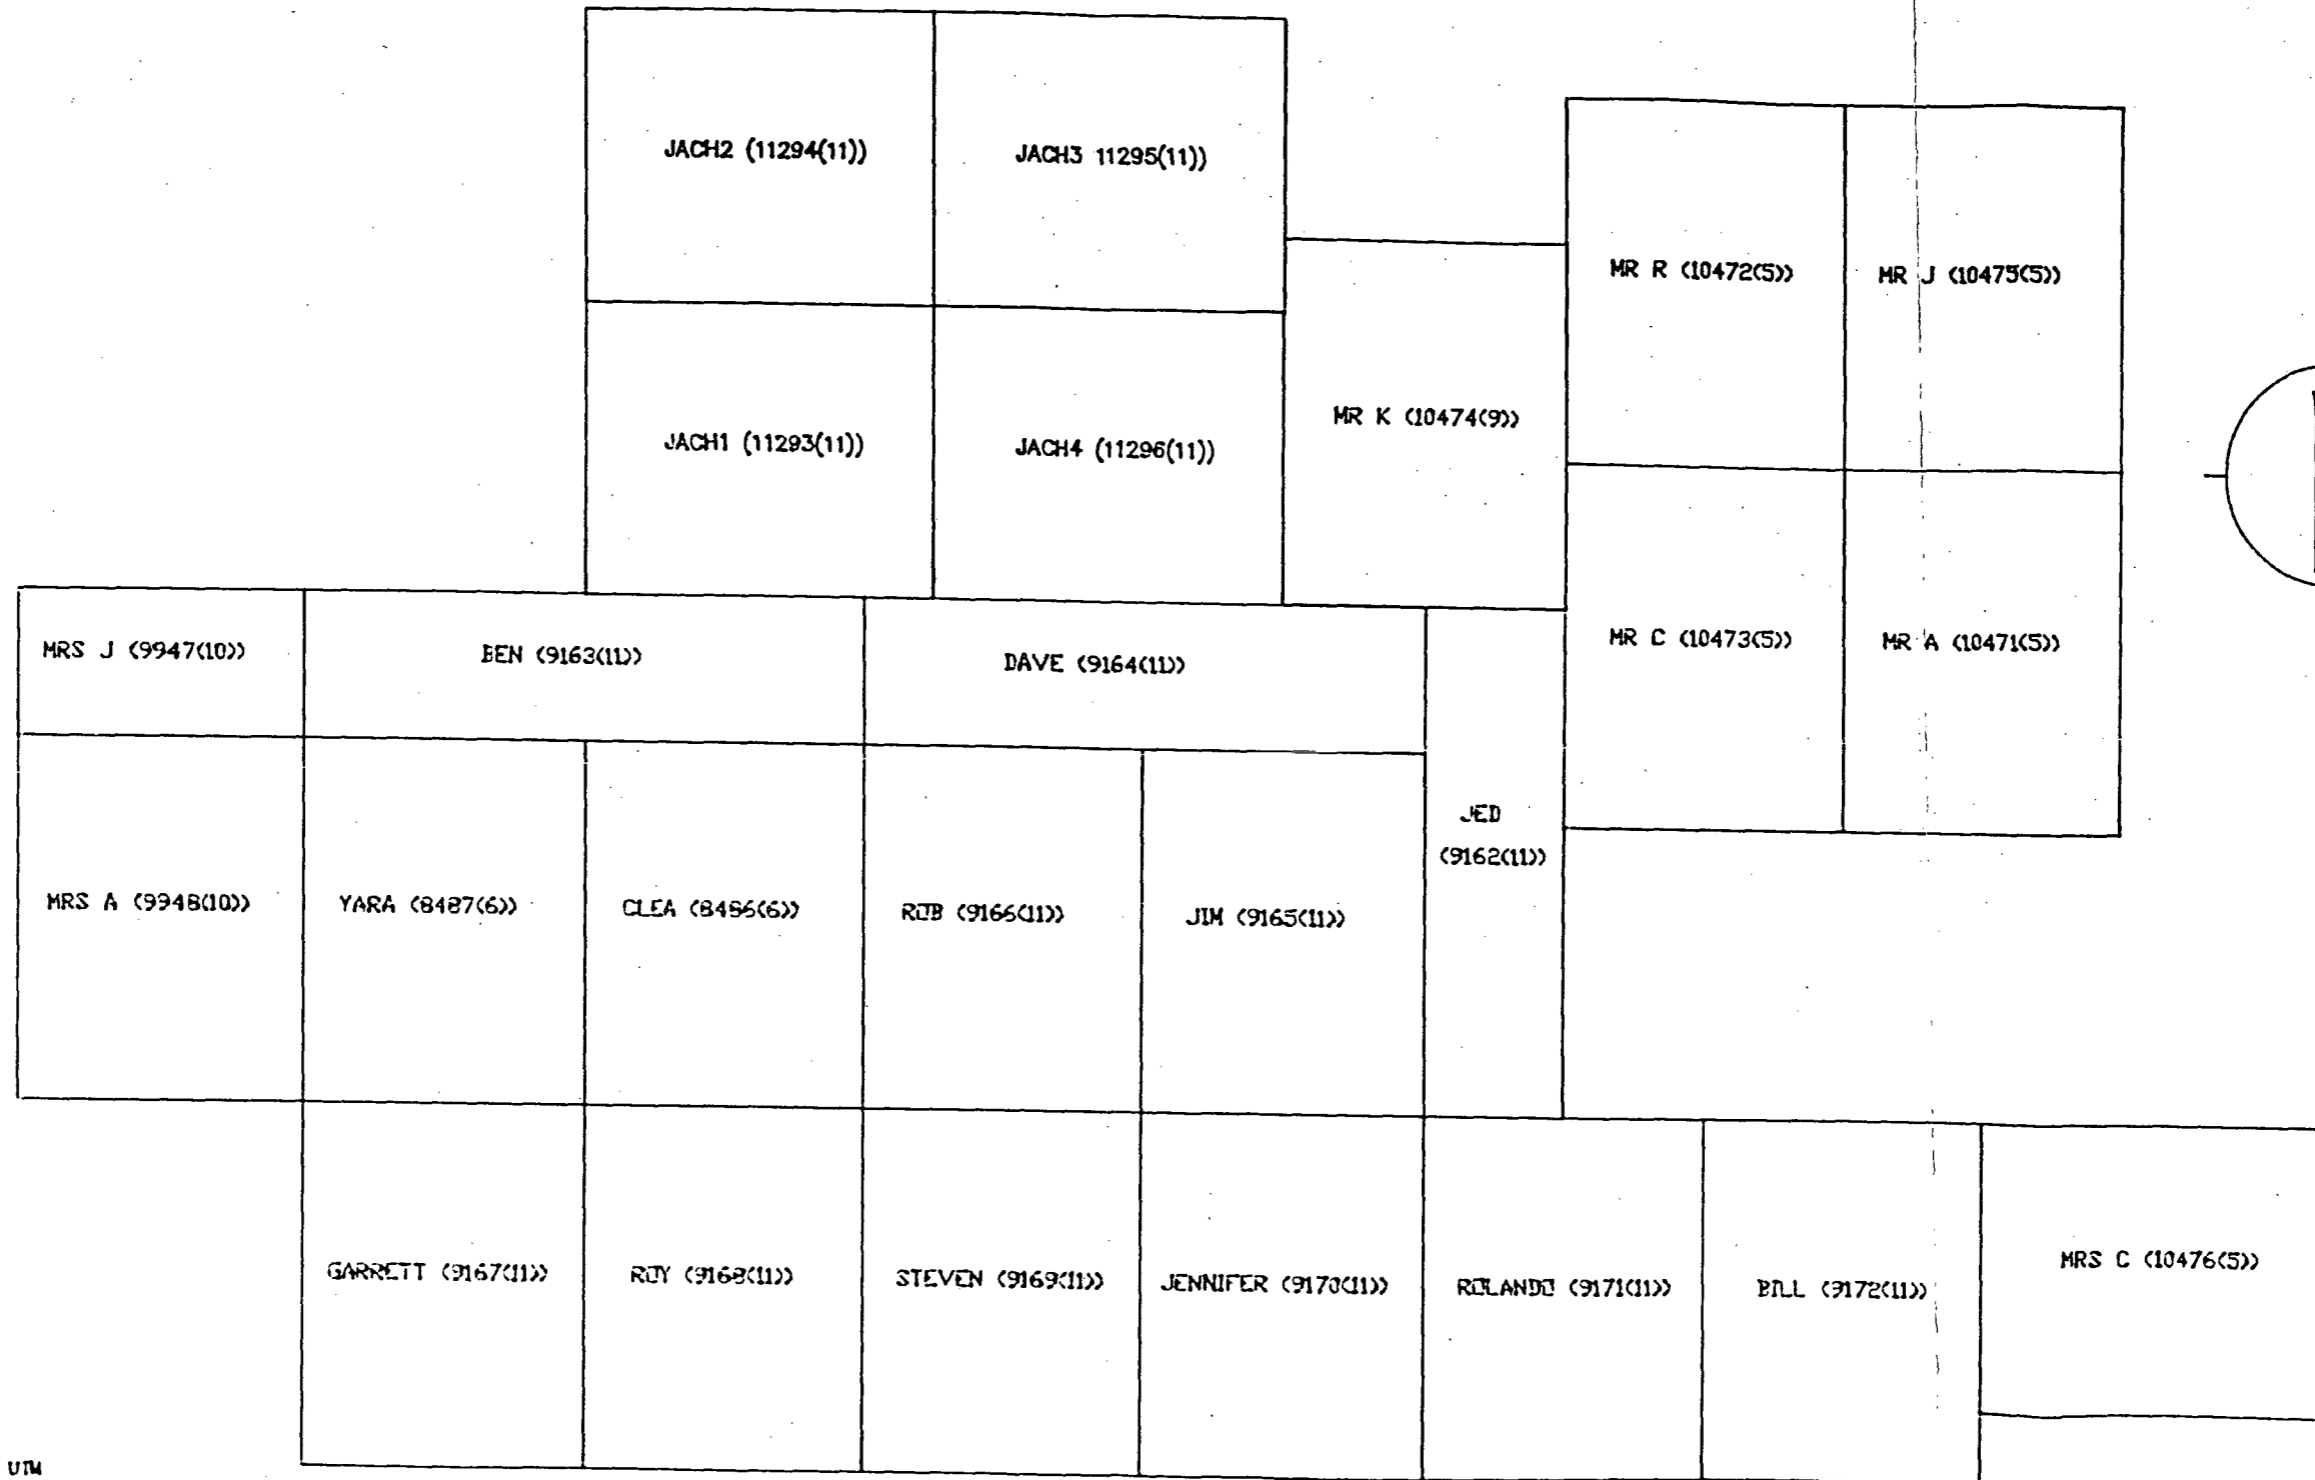 JACH2 (11294(11))
JACH3 11295(11))
MR R (10472(5))
MR J (10475(5))
MR K (10474(9))
JACH1 (11293(11))
JACH4 (11296(11))
MRS J (9947(10))
BEN (9163(11))
DAVE (9164(11))
MR C (10473(5))
MR A (10471(5))
JED
(9162(11))
MRS A (9948(10))
YARA (8487(6))
CLEA (8486(6))
ROB (9166(11))
JIM (9165(11))
GARRETT (9167(11))
ROY (9168(11))
STEVEN (9169(11))
JENNIFER (9170(11))
ROLANDO (9171(11))
BILL (9172(11))
MRS C (10476(5))
UTM